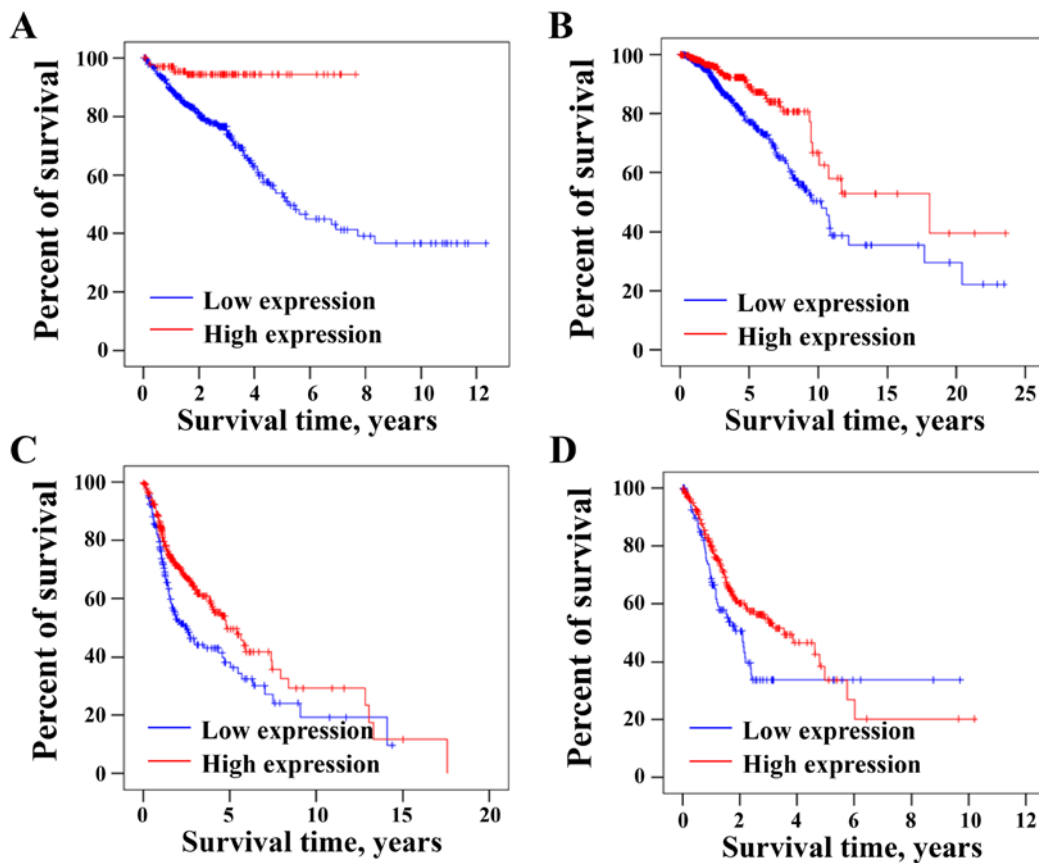 A
Percent of survival
100
80
60
40
20
0
Low expression
High expression
0 2 4 6 8 10 12
Survival time, years
B
Percent of survival
100
80
60
40
20
0
Low expression
High expression
0 5 10 15 20 25
Survival time, years
C
Percent of survival
100
80
60
40
20
0
Low expression
High expression
0 5 10 15 20
Survival time, years
D
Percent of survival
100
80
60
40
20
0
Low expression
High expression
0 2 4 6 8 10 12
Survival time, years